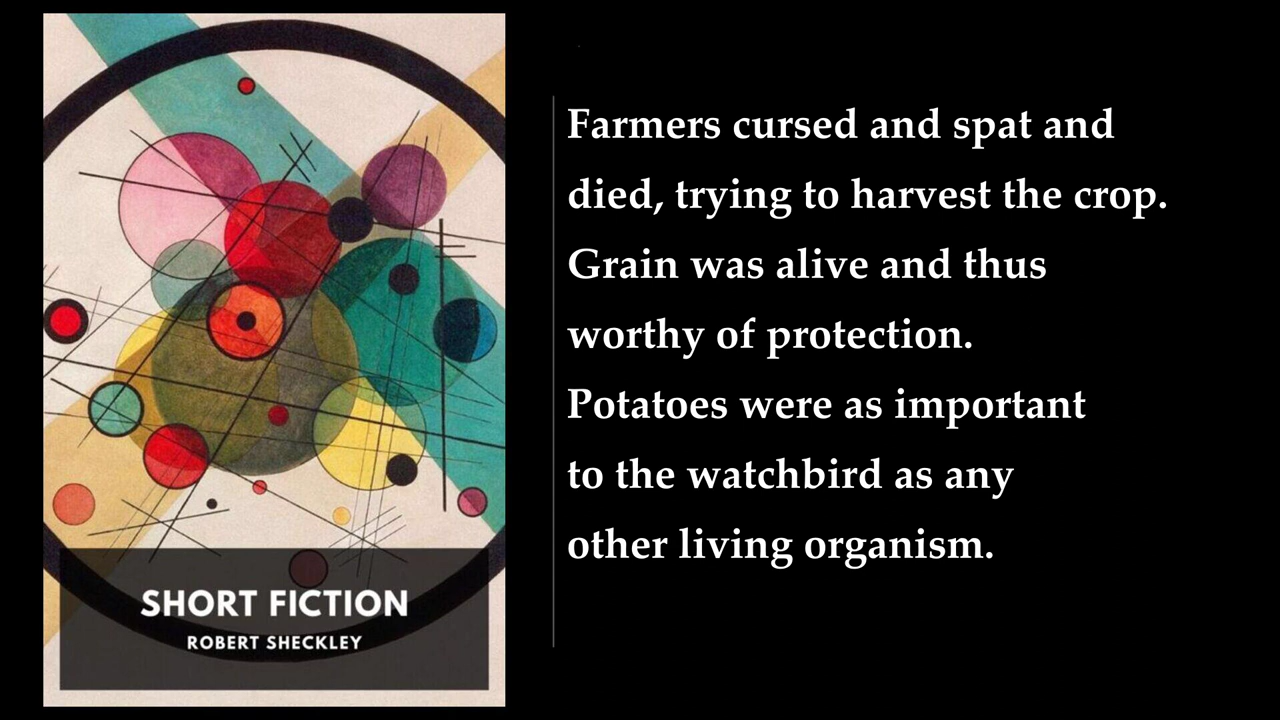 SHORT FICTION
ROBERT SHECKLEY
Farmers cursed and spat and
died, trying to harvest the crop.
Grain was alive and thus
worthy of protection.
Potatoes were as important
to the watchbird as any
other living organism.